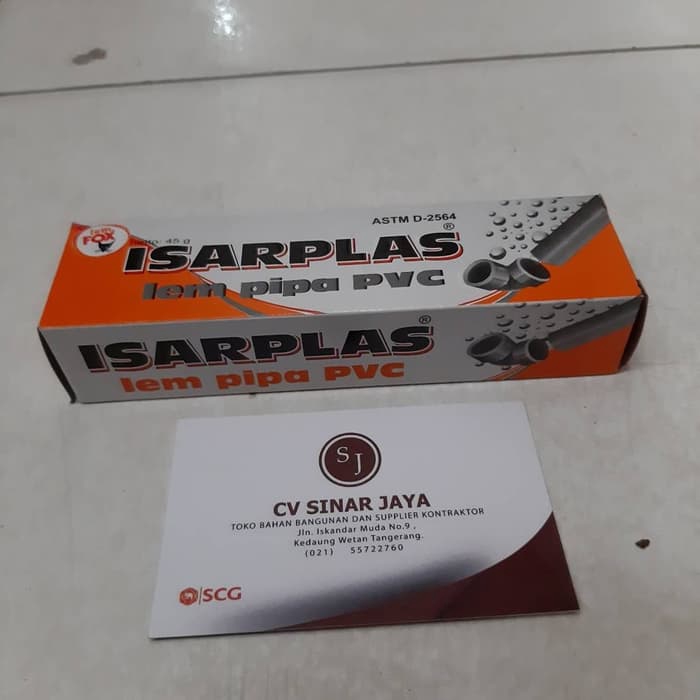 ASTM D-2564
FOX
Netto: 45 g
ISARPLAS®
lem pipa PVC
ISARPLAS®
lem pipa PVC
SJ
CV SINAR JAYA
TOKO BAHAN BANGUNAN DAN SUPPLIER KONTRAKTOR
Jln. Iskandar Muda No.9 ,
Kedaung Wetan Tangerang.
(021) 55722760
SCG